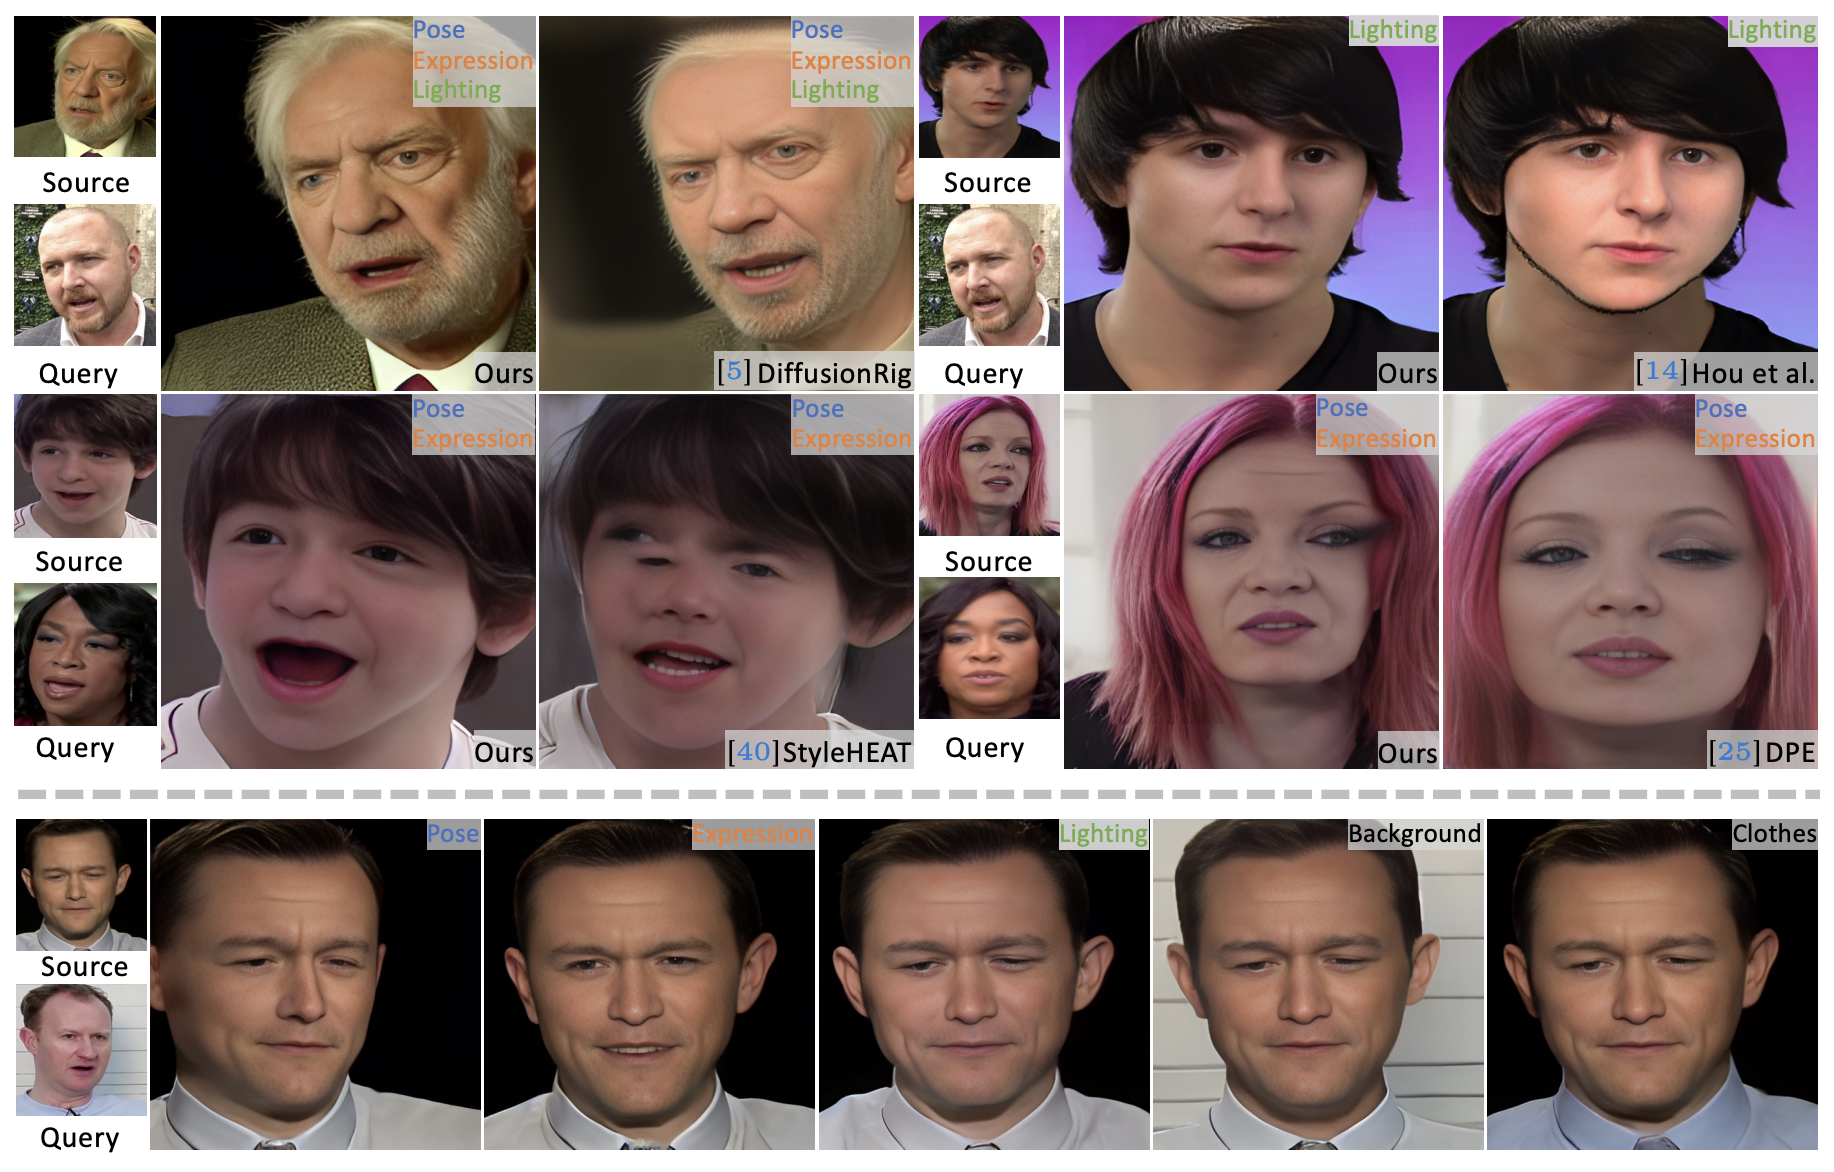 Pose
Expression
Lighting
Source
Query
Ours
Pose
Expression
Lighting
[5] DiffusionRig
Lighting
Source
Query
Ours
Lighting
[14] Hou et al.
Pose
Expression
Source
Query
Ours
Pose
Expression
[40] StyleHEAT
Pose
Expression
Source
Query
Ours
Pose
Expression
[25] DPE
Source
Query
Pose
Expression
Lighting
Background
Clothes